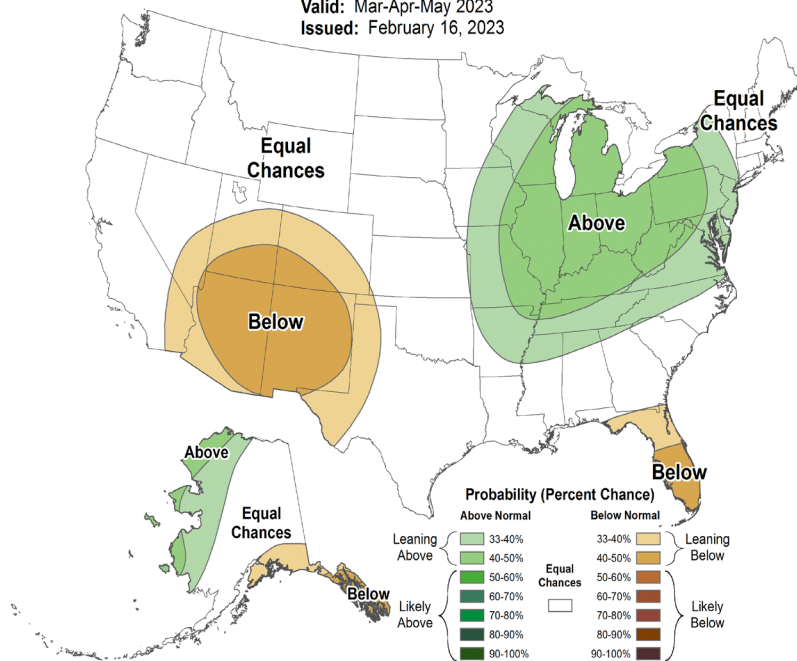 Valid: Mar-Apr-May 2023
Issued: February 16, 2023
Equal
Chances
Equal
Chances
Above
Below
Above
Equal
Chances
Below
Below
Probability (Percent Chance)
Above Normal
Below Normal
Leaning
Above
33-40%
40-50%
Likely
Above
50-60%
60-70%
70-80%
80-90%
90-100%
Equal
Chances
33-40%
40-50%
Leaning
Below
50-60%
60-70%
70-80%
80-90%
90-100%
Likely
Below